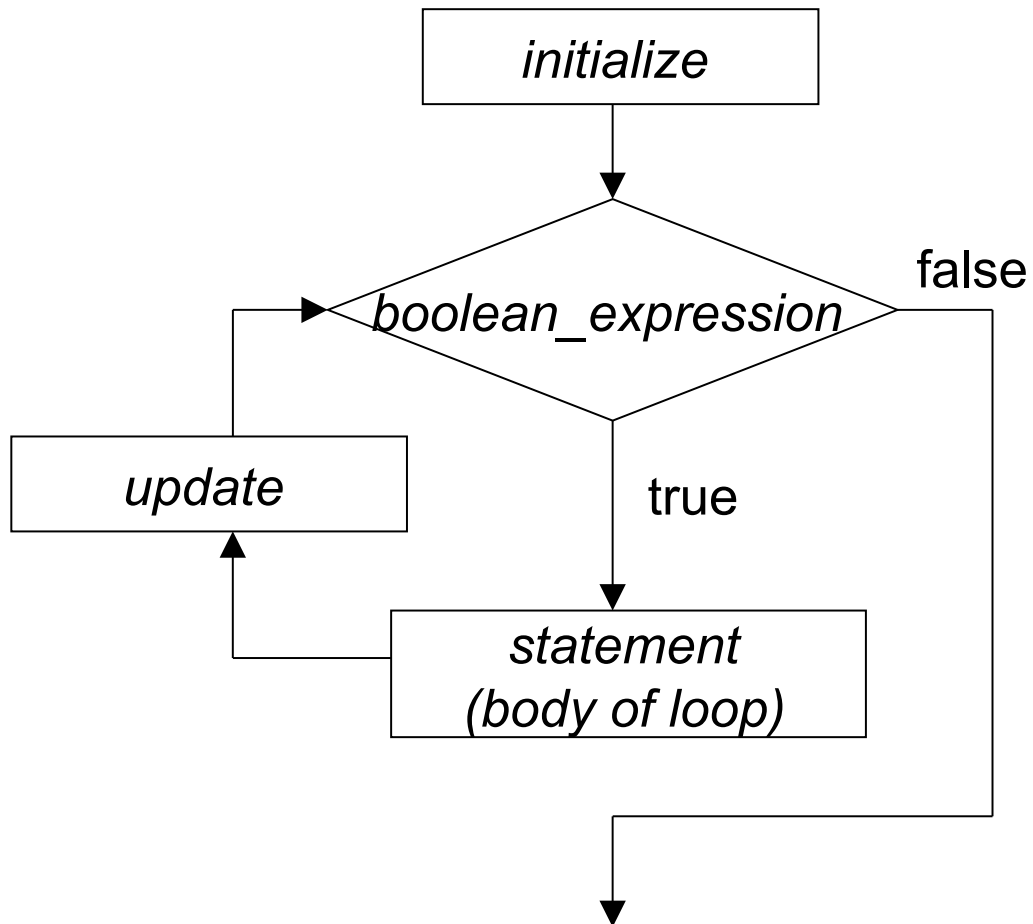 initialize
false
boolean_expression
update
true
statement
(body of loop)